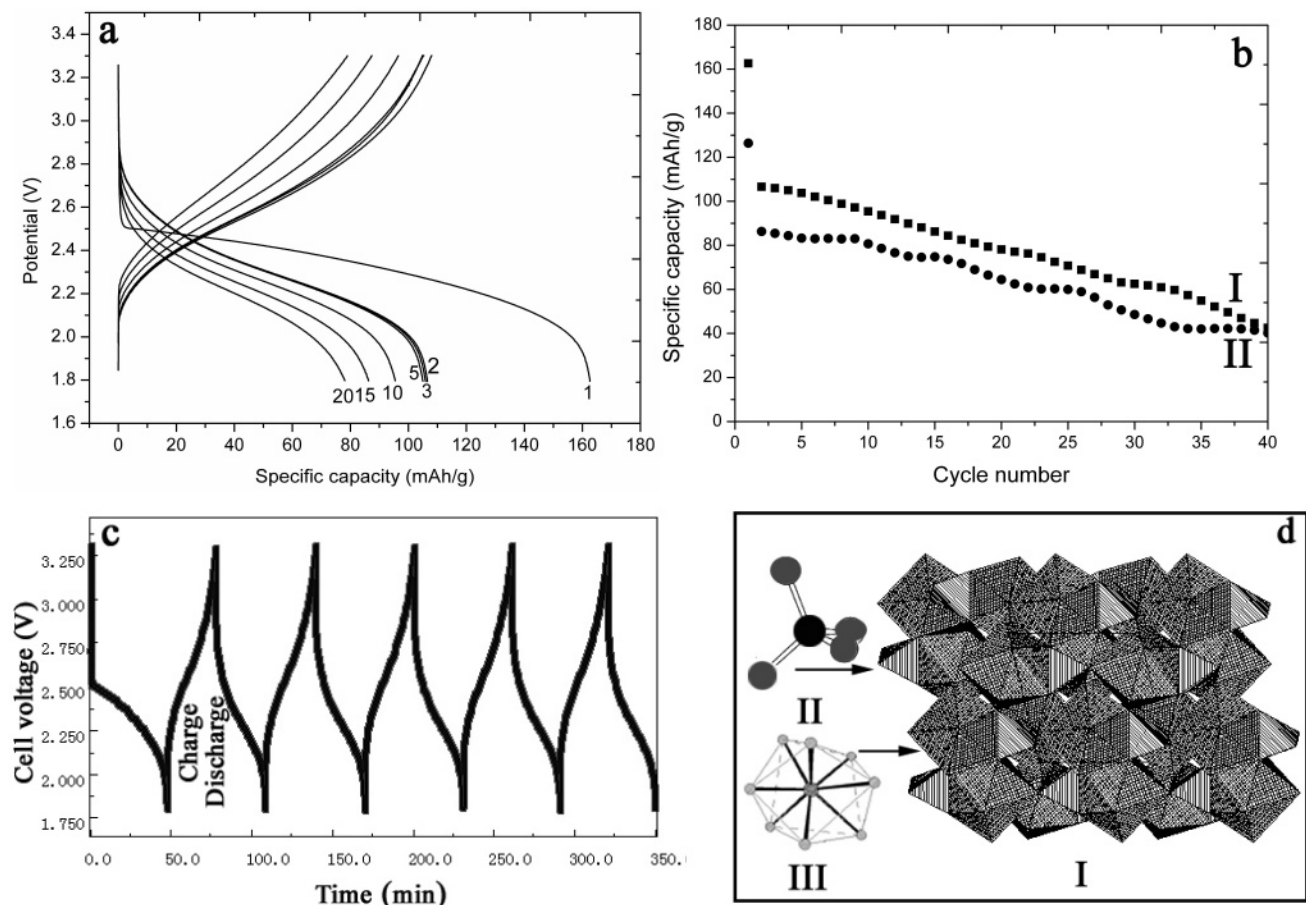 a
3.4
3.2
3.0
2.8
2.6
2.4
2.2
2.0
1.8
1.6
Potential (V)
20 15 10 5 3 2 1
0 20 40 60 80 100 120 140 160 180
Specific capacity (mAh/g)
b
180
160
140
120
100
80
60
40
20
0
Specific capacity (mAh/g)
I
II
0 5 10 15 20 25 30 35 40
Cycle number
c
3.250
3.000
2.750
2.500
2.250
2.000
1.750
Cell voltage (V)
Charge
Discharge
0.0 50.0 100.0 150.0 200.0 250.0 300.0 350.
Time (min)
d
II
III
I